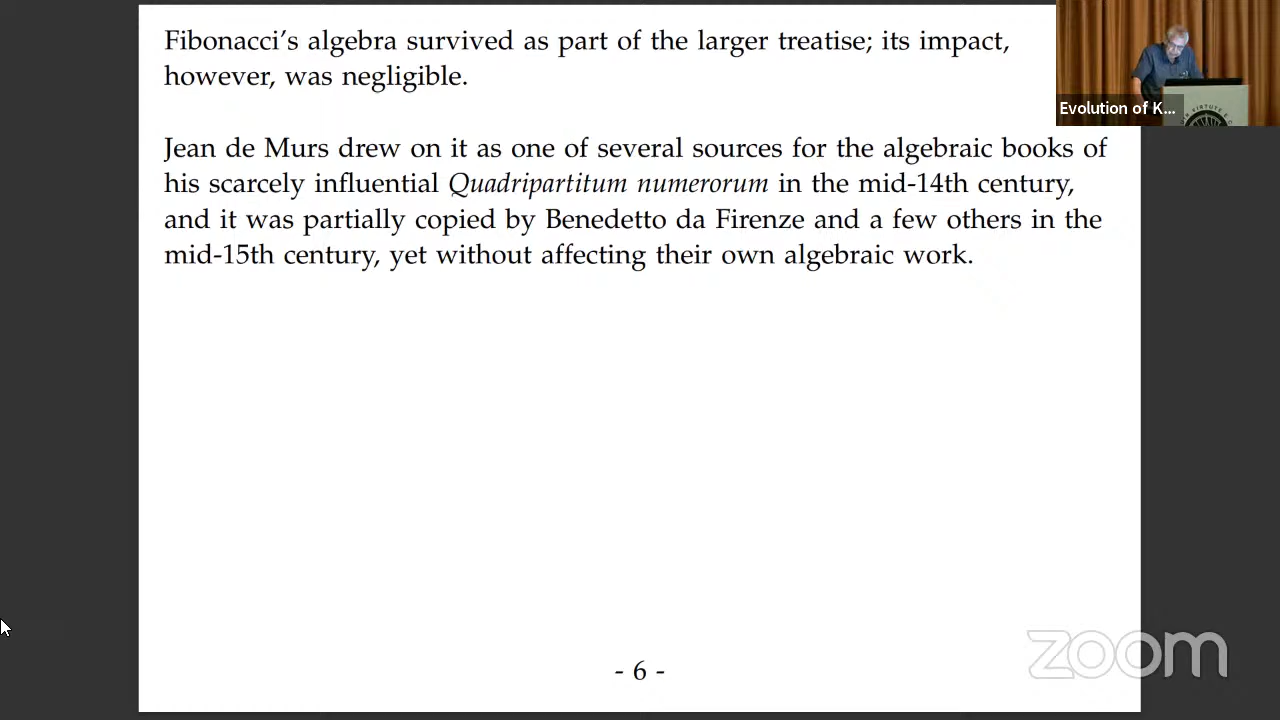 Fibonacci's algebra survived as part of the larger treatise; its impact,
however, was negligible.
Evolution of K...
Jean de Murs drew on it as one of several sources for the algebraic books of
his scarcely influential Quadripartitum numerorum in the mid-14th century,
and it was partially copied by Benedetto da Firenze and a few others in the
mid-15th century, yet without affecting their own algebraic work.
- 6 -
zoom